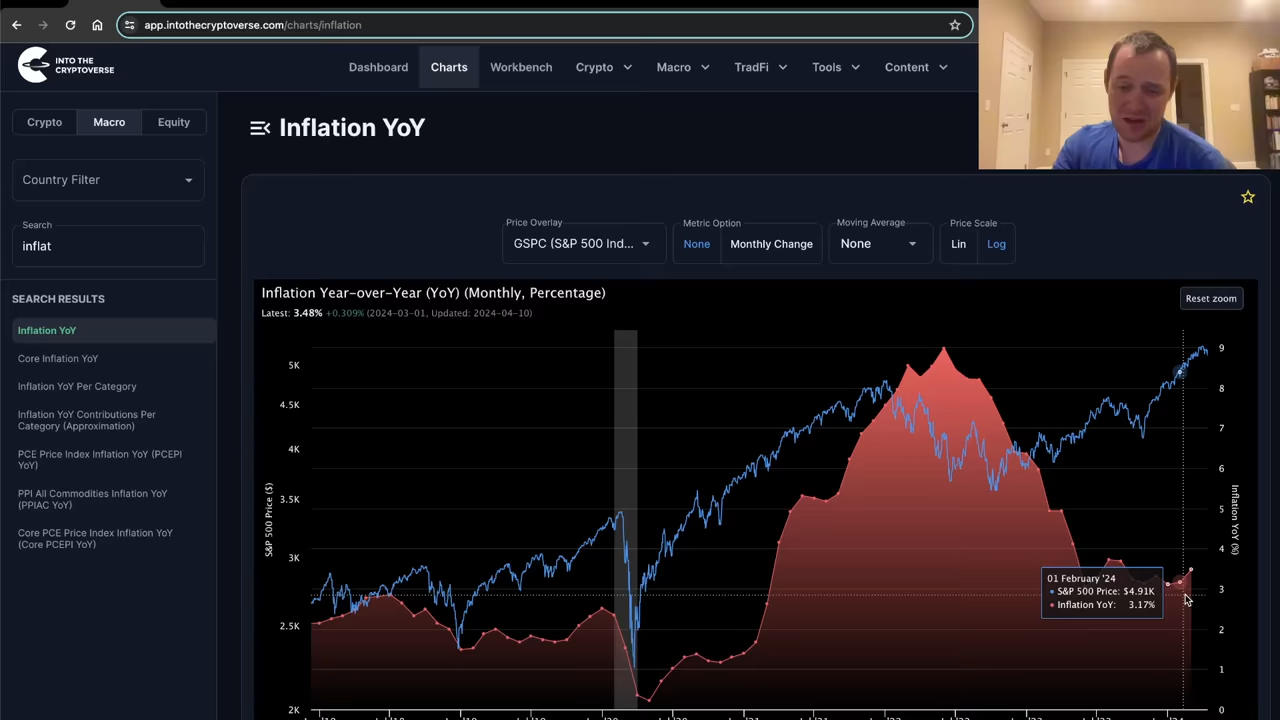 app.intothecryptoverse.com/charts/inflation
INTO THE
CRYPTOVERSE
Dashboard
Charts
Workbench
Crypto
Macro
TradFi
Tools
Content
Crypto
Macro
Equity
Country Filter
Search
inflat
SEARCH RESULTS
Inflation YoY
Core Inflation YoY
Inflation YoY Per Category
Inflation YoY Contributions Per
Category (Approximation)
PCE Price Index Inflation YoY (PCEPI
YoY)
PPI All Commodities Inflation YoY
(PPIAC YoY)
Core PCE Price Index Inflation YoY
(Core PCEPI YoY)
Inflation YoY
Price Overlay
GSPC (S&P 500 Ind...
Metric Option
None
Monthly Change
Moving Average
None
Price Scale
Lin
Log
Inflation Year-over-Year (YoY) (Monthly, Percentage)
Latest: 3.48% +0.309% (2024-03-01, Updated: 2024-04-10)
Reset zoom
5K
4.5K
4K
3.5K
3K
2.5K
2K
S&P 500 Price ($)
9
8
7
6
5
4
3
2
1
0
Inflation YoY (%)
01 February '24
S&P 500 Price: $4.91K
Inflation YoY: 3.17%